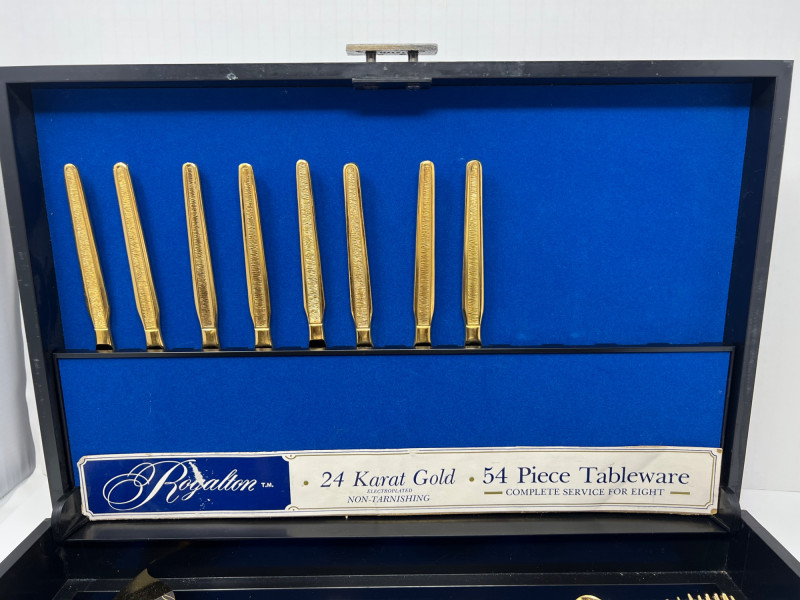 Royalton T.M.
• 24 Karat Gold • 54 Piece Tableware
ELECTROPLATED
NON-TARNISHING
COMPLETE SERVICE FOR EIGHT